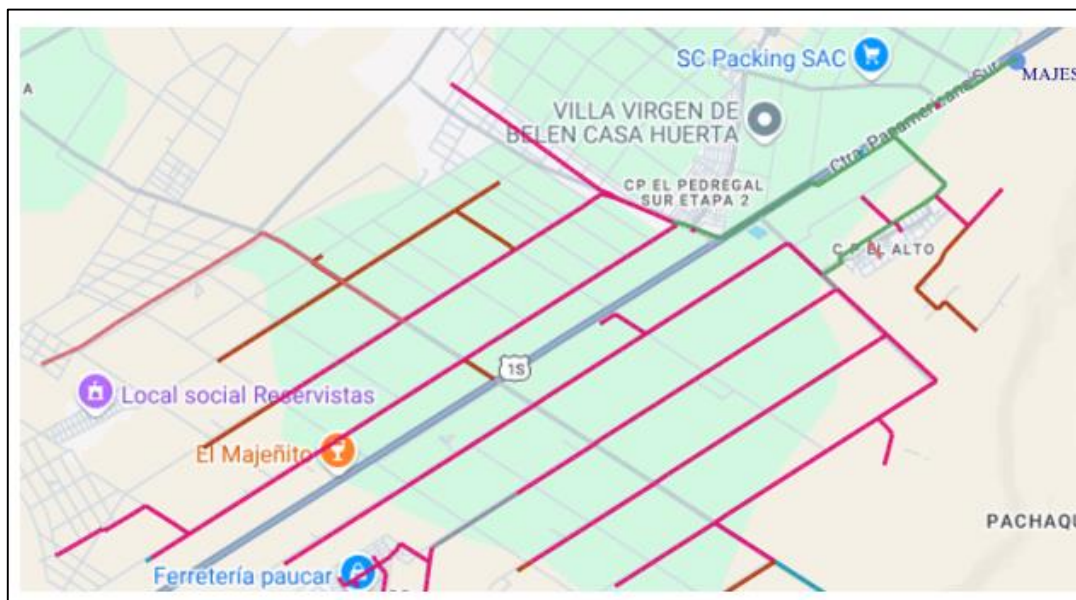 SC Packing SAC
MAJES
A
Ctra. Panamericana Sur
VILLA VIRGEN DE
BELEN CASA HUERTA
CP EL PEDREGAL
SUR ETAPA 2
C.P. EL ALTO
1S
Local social Reservistas
El Majeñito
PACHAQU
Ferretería paucar